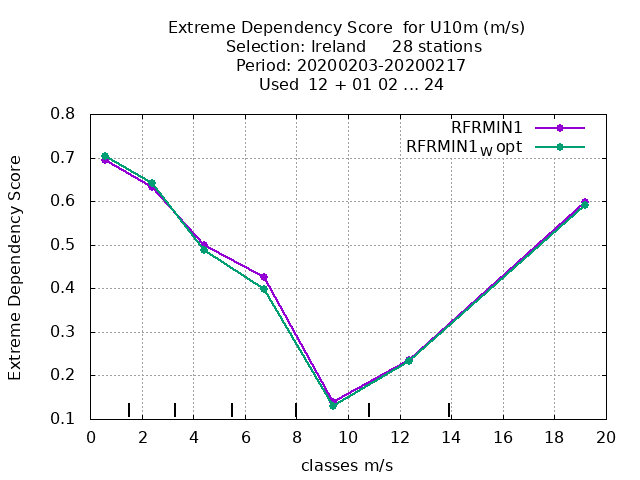 Extreme Dependency Score  for U10m (m/s)
Selection: Ireland     28 stations
Period: 20200203-20200217
Used  12 + 01 02 ... 24
RFRMIN1
RFRMIN1W opt
Extreme Dependency Score
0.8
0.7
0.6
0.5
0.4
0.3
0.2
0.1
0 2 4 6 8 10 12 14 16 18 20
classes m/s